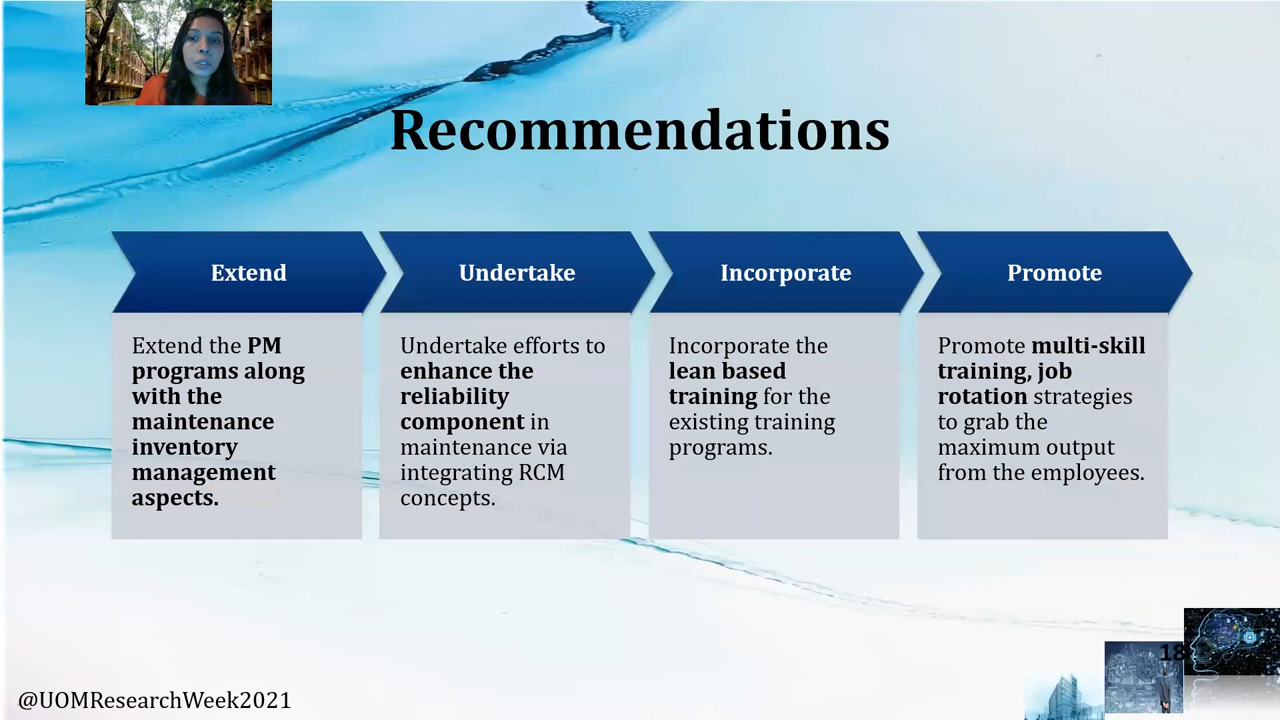 Recommendations
Extend
Undertake
Incorporate
Promote
Extend the PM
programs along
with the
maintenance
inventory
management
aspects.
Undertake efforts to
enhance the
reliability
component in
maintenance via
integrating RCM
concepts.
Incorporate the
lean based
training for the
existing training
programs.
Promote multi-skill
training, job
rotation strategies
to grab the
maximum output
from the employees.
18
@UOMResearchWeek2021